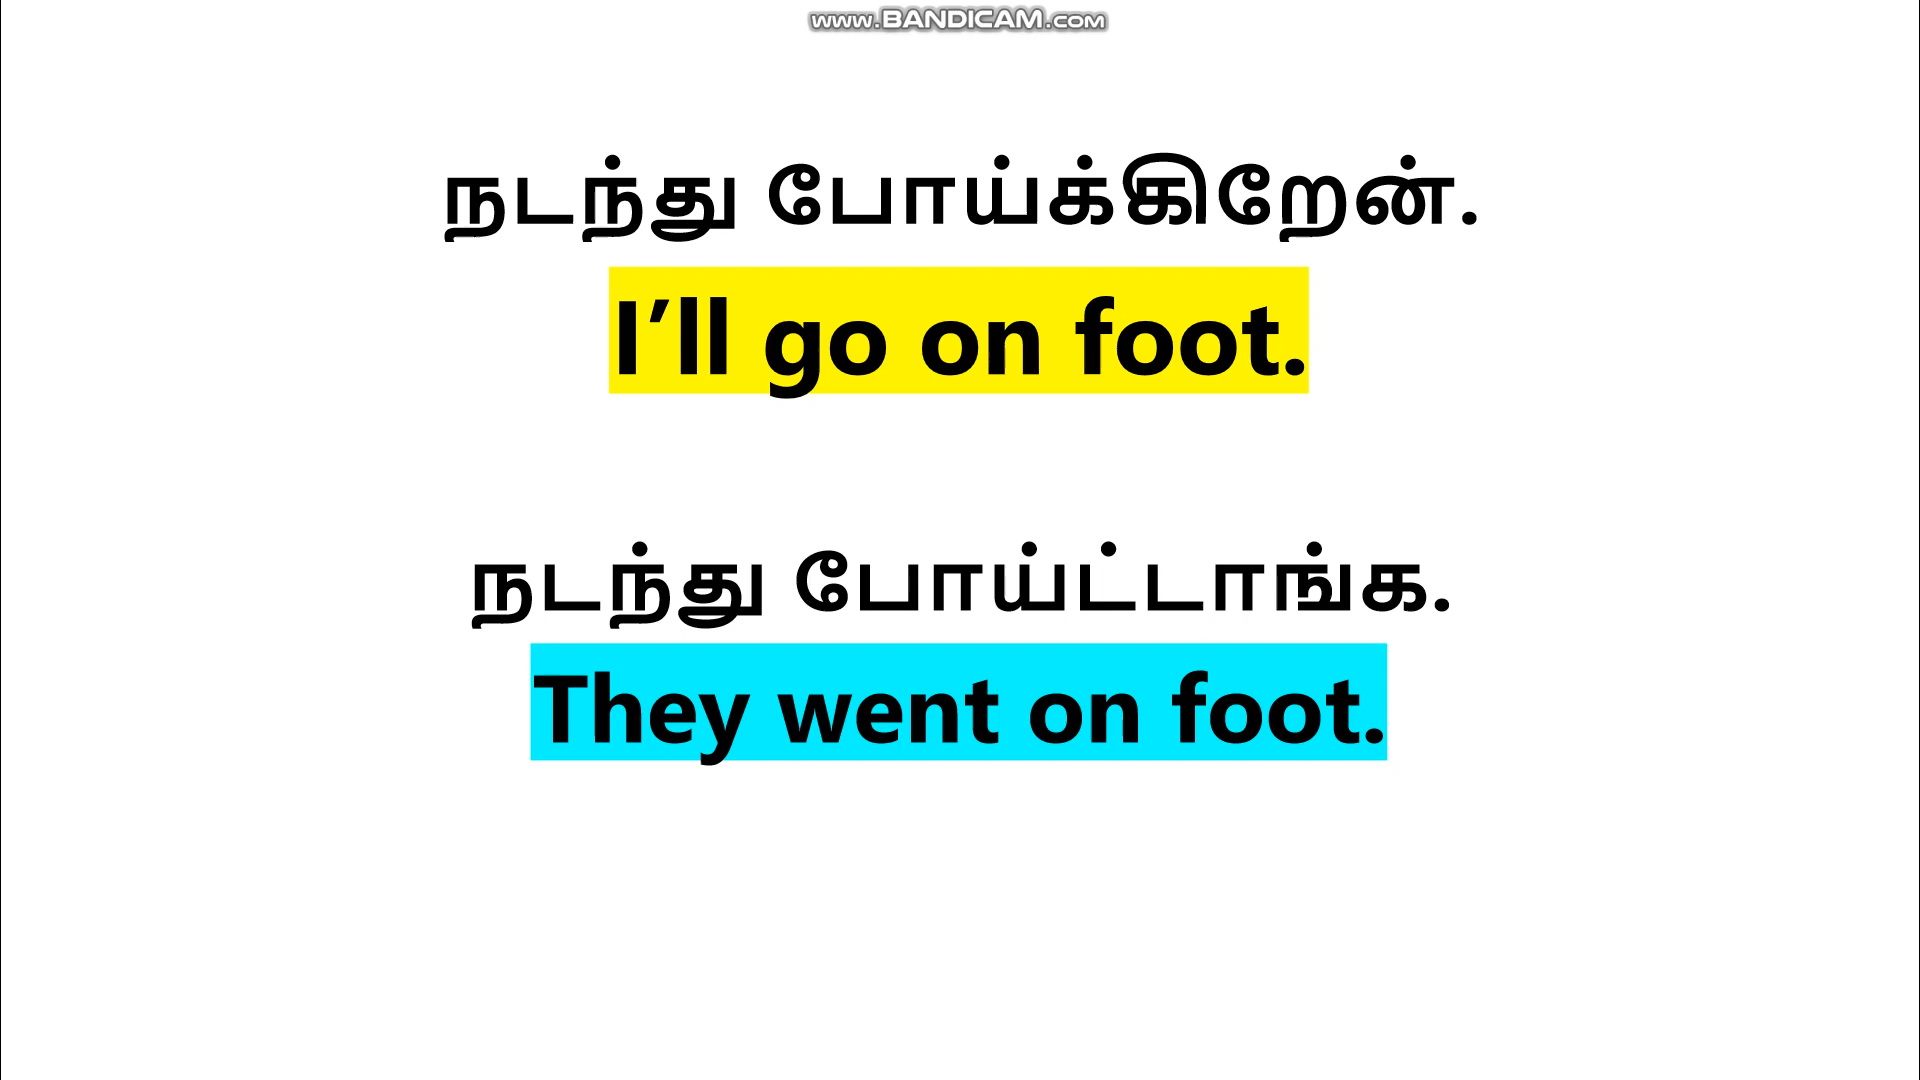 www.BANDICAM.com
நடந்து போய்க்கிறேன்.
I’ll go on foot.
நடந்து போய்ட்டாங்க.
They went on foot.